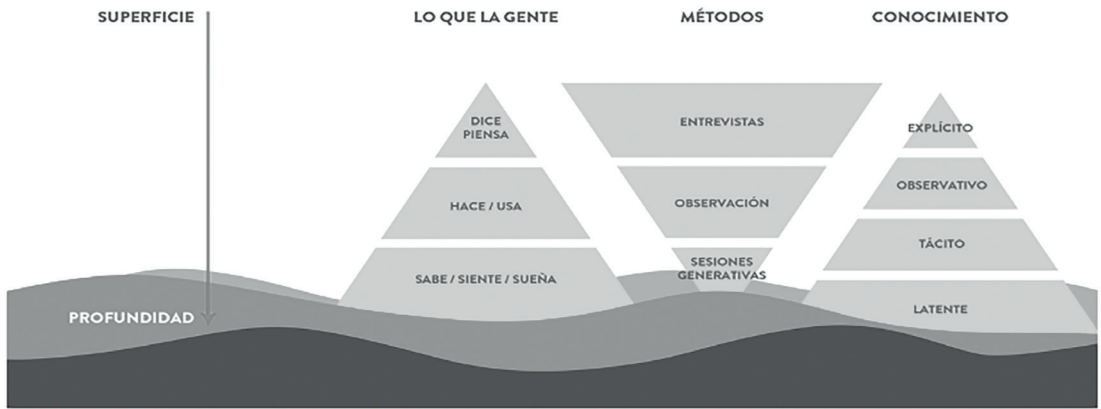 SUPERFICIE
LO QUE LA GENTE
MÉTODOS
CONOCIMIENTO
DICE
PIENSA
ENTREVISTAS
EXPLÍCITO
HACE / USA
OBSERVACIÓN
OBSERVATIVO
TÁCITO
SABE / SIENTE / SUEÑA
SESIONES
GENERATIVAS
LATENTE
PROFUNDIDAD